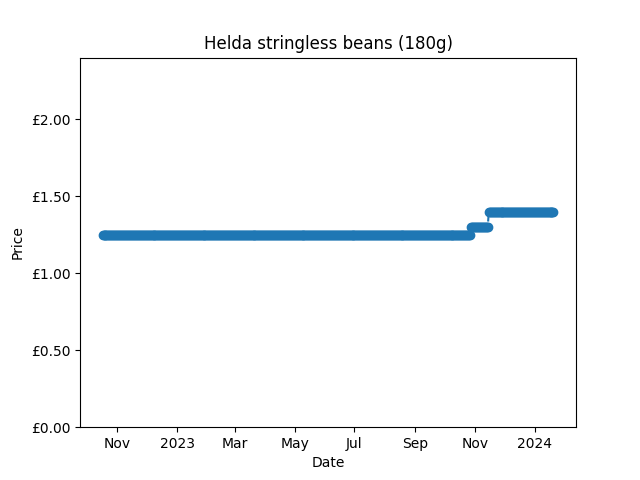 Helda stringless beans (180g)
£2.00
£1.50
£1.00
£0.50
£0.00
Price
Nov 2023 Mar May Jul Sep Nov 2024
Date